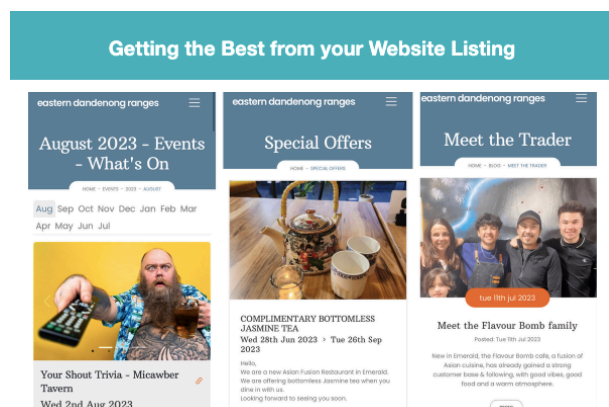 Getting the Best from your Website Listing
eastern dandenong ranges
August 2023 - Events
- What's On
HOME - EVENTS - 2023 - AUGUST
Aug Sep Oct Nov Dec Jan Feb Mar
Apr May Jun Jul
Your Shout Trivia - Micawber
Tavern
Wed 2nd Aug 2023
eastern dandenong ranges
Special Offers
HOME - SPECIAL OFFERS
COMPLIMENTARY BOTTOMLESS
JASMINE TEA
Wed 28th Jun 2023 > Tue 26th Sep
2023
Hello,
We are a new Asian Fusion Restaurant in Emerald.
We are offering bottomless Jasmine tea when you
dine in with us.
Looking forward to seeing you soon.
eastern dandenong ranges
Meet the Trader
HOME - BLOG - MEET THE TRADER
tue 11th jul 2023
Meet the Flavour Bomb family
Posted: Tue 11th Jul 2023
New in Emerald, the Flavour Bomb cafe, a fusion of
Asian cuisine, has already gained a strong
customer base & following, with good vibes, good
food and a warm atmosphere.